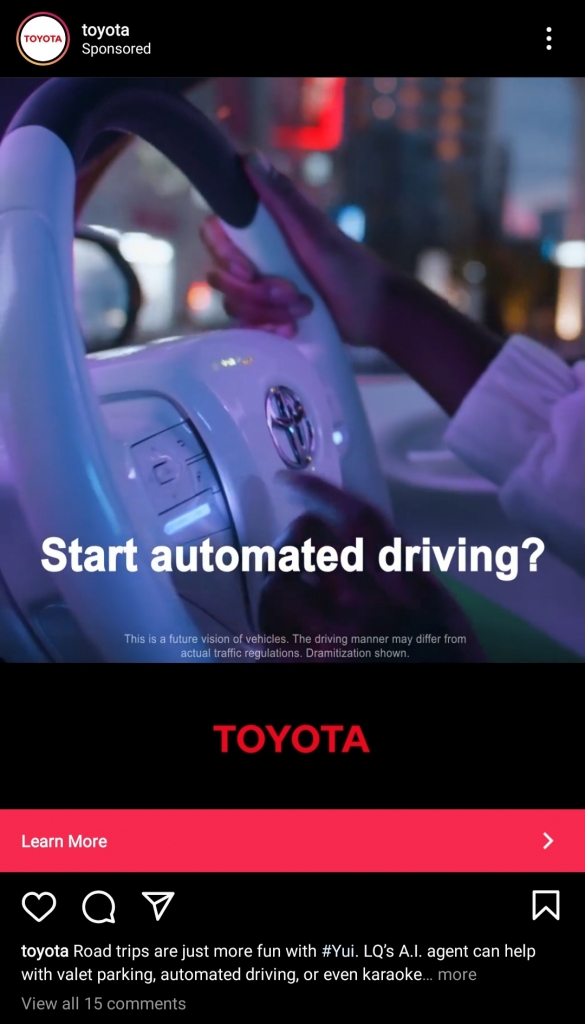 TOYOTA
toyota
Sponsored
Start automated driving?
This is a future vision of vehicles. The driving manner may differ from
actual traffic regulations. Dramitization shown.
TOYOTA
Learn More
toyota Road trips are just more fun with #Yui. LQ’s A.I. agent can help
with valet parking, automated driving, or even karaoke… more
View all 15 comments